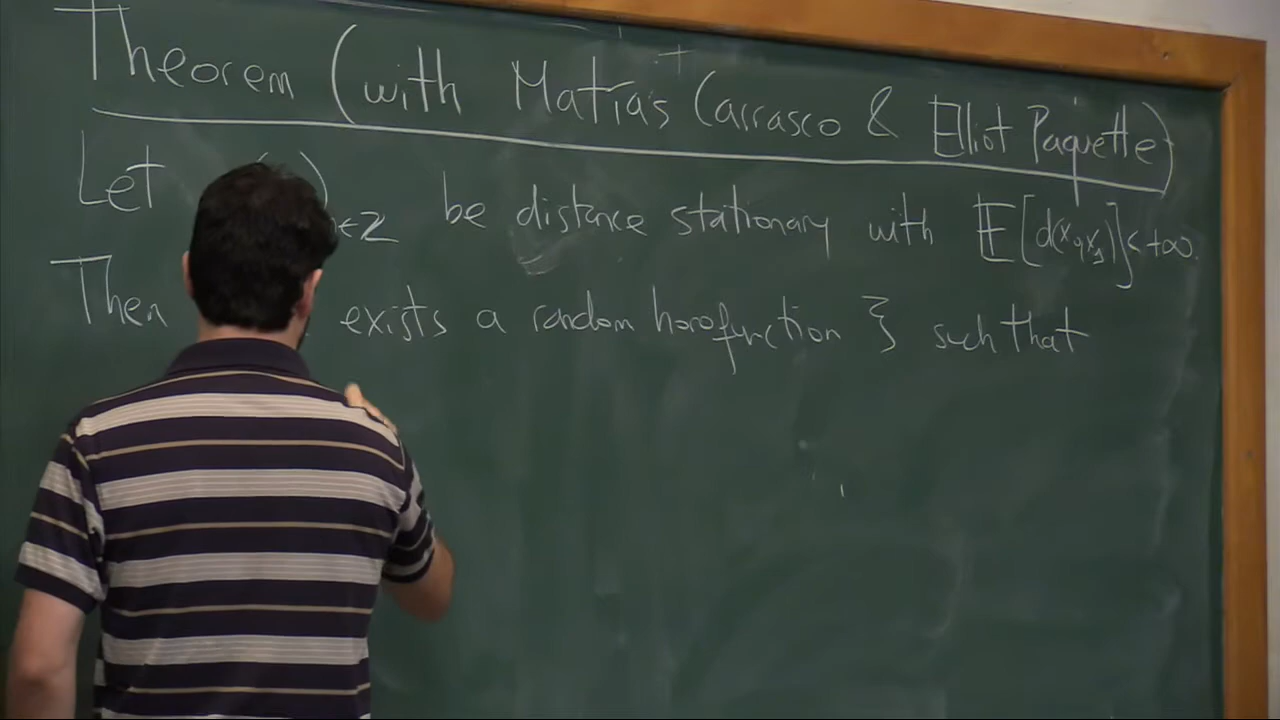 Theorem (with Matías Carrasco & Elliot Paquette)
Let ( )∈Z be distance stationary with E[d(x₀,x₁)]<+∞.
Then exists a random horofunction ξ such that